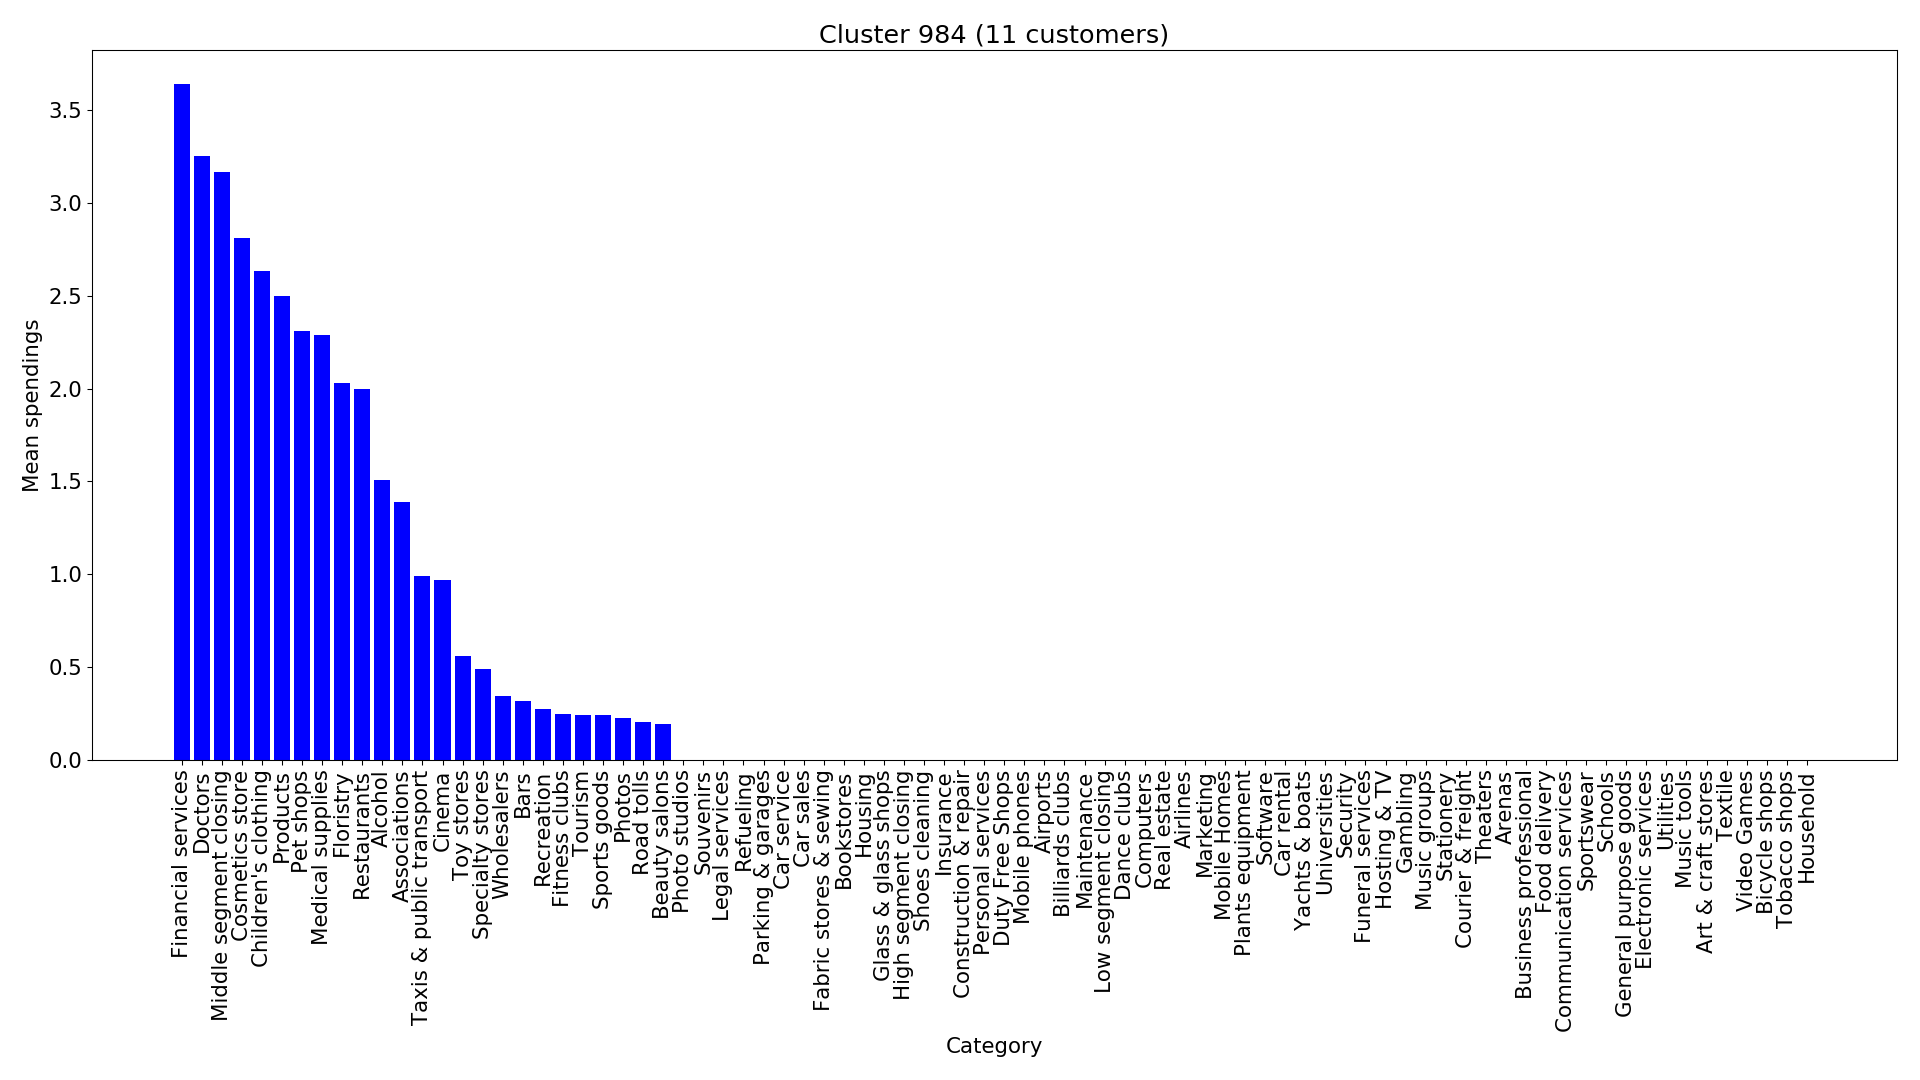 Cluster 984 (11 customers)
Mean spendings
3.5
3.0
2.5
2.0
1.5
1.0
0.5
0.0
Financial services
Doctors
Middle segment closing
Cosmetics store
Children's clothing
Products
Pet shops
Medical supplies
Floristry
Restaurants
Alcohol
Associations
Taxis & public transport
Cinema
Toy stores
Specialty stores
Wholesalers
Bars
Recreation
Fitness clubs
Tourism
Sports goods
Photos
Road tolls
Beauty salons
Photo studios
Souvenirs
Legal services
Refueling
Parking & garages
Car service
Car sales
Fabric stores & sewing
Bookstores
Housing
Glass & glass shops
High segment closing
Shoes cleaning
Insurance
Construction & repair
Personal services
Duty Free Shops
Mobile phones
Airports
Billiards clubs
Maintenance
Low segment closing
Dance clubs
Computers
Real estate
Airlines
Marketing
Mobile Homes
Plants equipment
Software
Car rental
Yachts & boats
Universities
Security
Funeral services
Hosting & TV
Gambling
Music groups
Stationery
Courier & freight
Theaters
Arenas
Business professional
Food delivery
Communication services
Sportswear
Schools
General purpose goods
Electronic services
Utilities
Music tools
Art & craft stores
Textile
Video Games
Bicycle shops
Tobacco shops
Household
Category